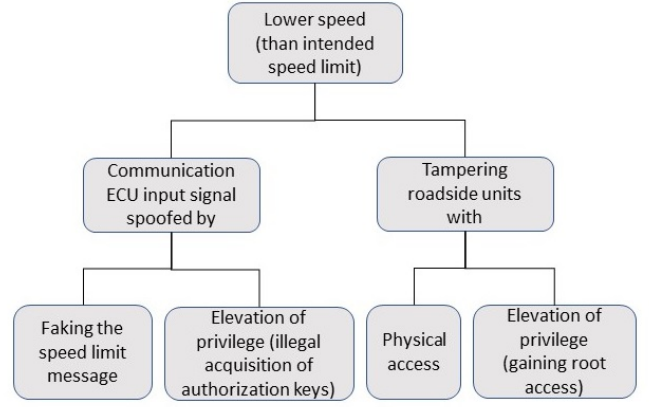 Lower speed
(than intended
speed limit)
Communication
ECU input signal
spoofed by
Tampering
roadside units
with
Faking the
speed limit
message
Elevation of
privilege (illegal
acquisition of
authorization keys)
Physical
access
Elevation of
privilege
(gaining root
access)